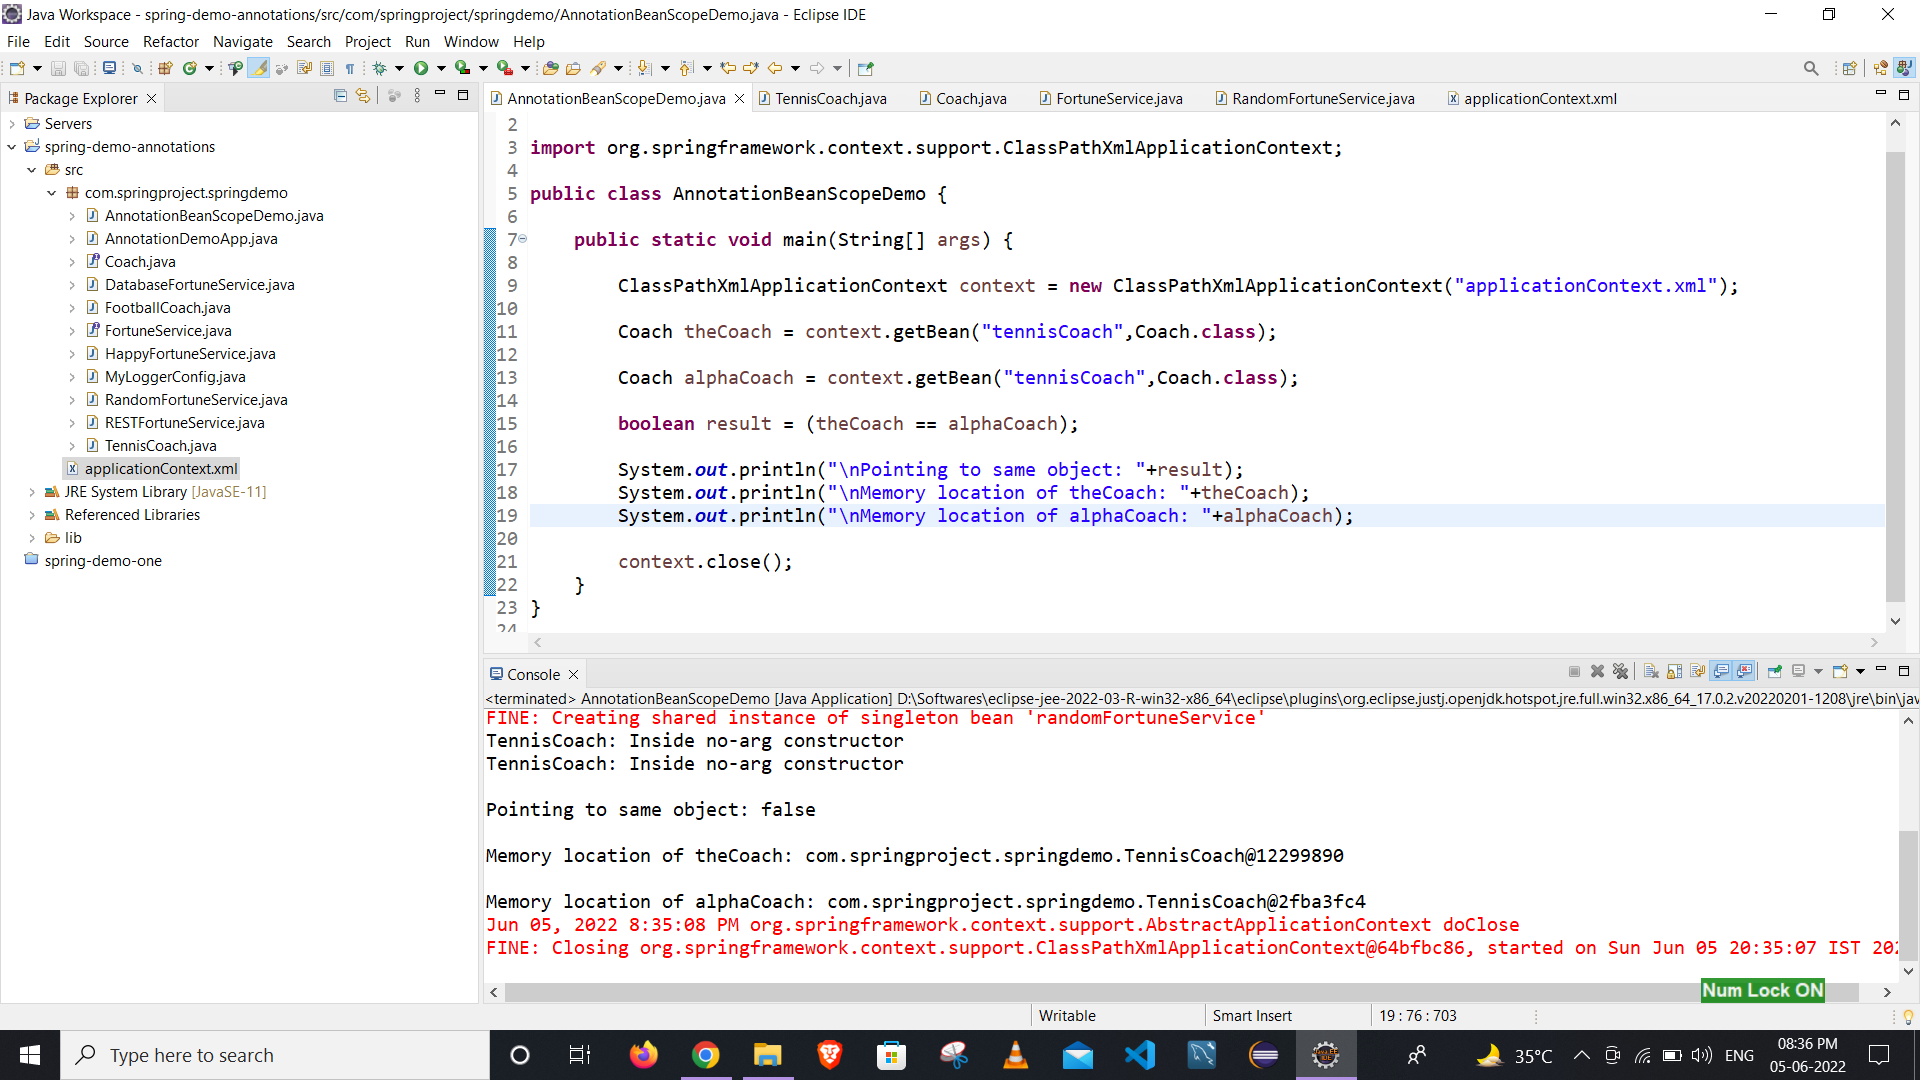 Java Workspace - spring-demo-annotations/src/com/springproject/springdemo/AnnotationBeanScopeDemo.java - Eclipse IDE
File Edit Source Refactor Navigate Search Project Run Window Help
Package Explorer
Servers
spring-demo-annotations
src
com.springproject.springdemo
AnnotationBeanScopeDemo.java
AnnotationDemoApp.java
Coach.java
DatabaseFortuneService.java
FootballCoach.java
FortuneService.java
HappyFortuneService.java
MyLoggerConfig.java
RandomFortuneService.java
RESTFortuneService.java
TennisCoach.java
applicationContext.xml
JRE System Library [JavaSE-11]
Referenced Libraries
lib
spring-demo-one
AnnotationBeanScopeDemo.java TennisCoach.java Coach.java FortuneService.java RandomFortuneService.java applicationContext.xml
2
3 import org.springframework.context.support.ClassPathXmlApplicationContext;
4
5 public class AnnotationBeanScopeDemo {
6
7 public static void main(String[] args) {
8
9 ClassPathXmlApplicationContext context = new ClassPathXmlApplicationContext("applicationContext.xml");
10
11 Coach theCoach = context.getBean("tennisCoach",Coach.class);
12
13 Coach alphaCoach = context.getBean("tennisCoach",Coach.class);
14
15 boolean result = (theCoach == alphaCoach);
16
17 System.out.println("\nPointing to same object: "+result);
18 System.out.println("\nMemory location of theCoach: "+theCoach);
19 System.out.println("\nMemory location of alphaCoach: "+alphaCoach);
20
21 context.close();
22 }
23 }
24
Console
<terminated> AnnotationBeanScopeDemo [Java Application] D:\Softwares\eclipse-jee-2022-03-R-win32-x86_64\eclipse\plugins\org.eclipse.justj.openjdk.hotspot.jre.full.win32.x86_64_17.0.2.v20220201-1208\jre\bin\jav
FINE: Creating shared instance of singleton bean 'randomFortuneService'
TennisCoach: Inside no-arg constructor
TennisCoach: Inside no-arg constructor
Pointing to same object: false
Memory location of theCoach: com.springproject.springdemo.TennisCoach@12299890
Memory location of alphaCoach: com.springproject.springdemo.TennisCoach@2fba3fc4
Jun 05, 2022 8:35:08 PM org.springframework.context.support.AbstractApplicationContext doClose
FINE: Closing org.springframework.context.support.ClassPathXmlApplicationContext@64bfbc86, started on Sun Jun 05 20:35:07 IST 202
Num Lock ON
Writable Smart Insert 19 : 76 : 703
Type here to search
35°C ENG 08:36 PM
05-06-2022